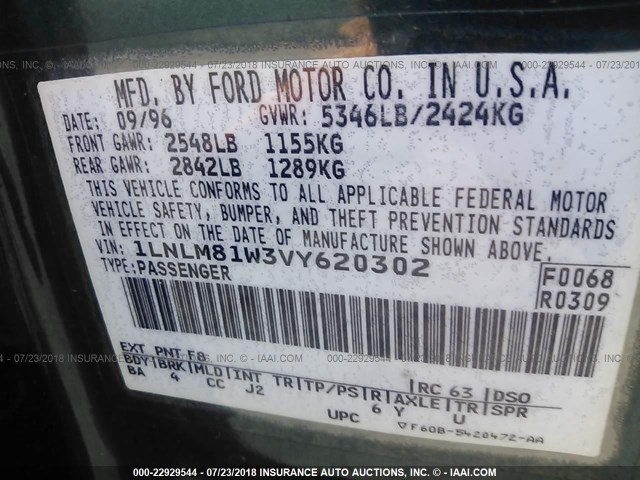 MFD. BY FORD MOTOR CO. IN U.S.A.
DATE: 09/96 GVWR: 5346LB/2424KG
FRONT GAWR: 2548LB 1155KG
REAR GAWR: 2842LB 1289KG
THIS VEHICLE CONFORMS TO ALL APPLICABLE FEDERAL MOTOR
VEHICLE SAFETY, BUMPER, AND THEFT PREVENTION STANDARDS
IN EFFECT ON THE DATE OF MANUFACTURE SHOWN ABOVE.
VIN: 1LNLM81W3VY620302
TYPE: PASSENGER
F0068
R0309
EXT PNT: FB RC 63 DSO
BDY BRK MLD INT TR TP/PS R AXLE TR SPR
BA 4 CC J2 6 Y U
UPC F60B-5420472-AA
000-22929544 - 07/23/2018 INSURANCE AUTO AUCTIONS INC. - © - IAAI.COM